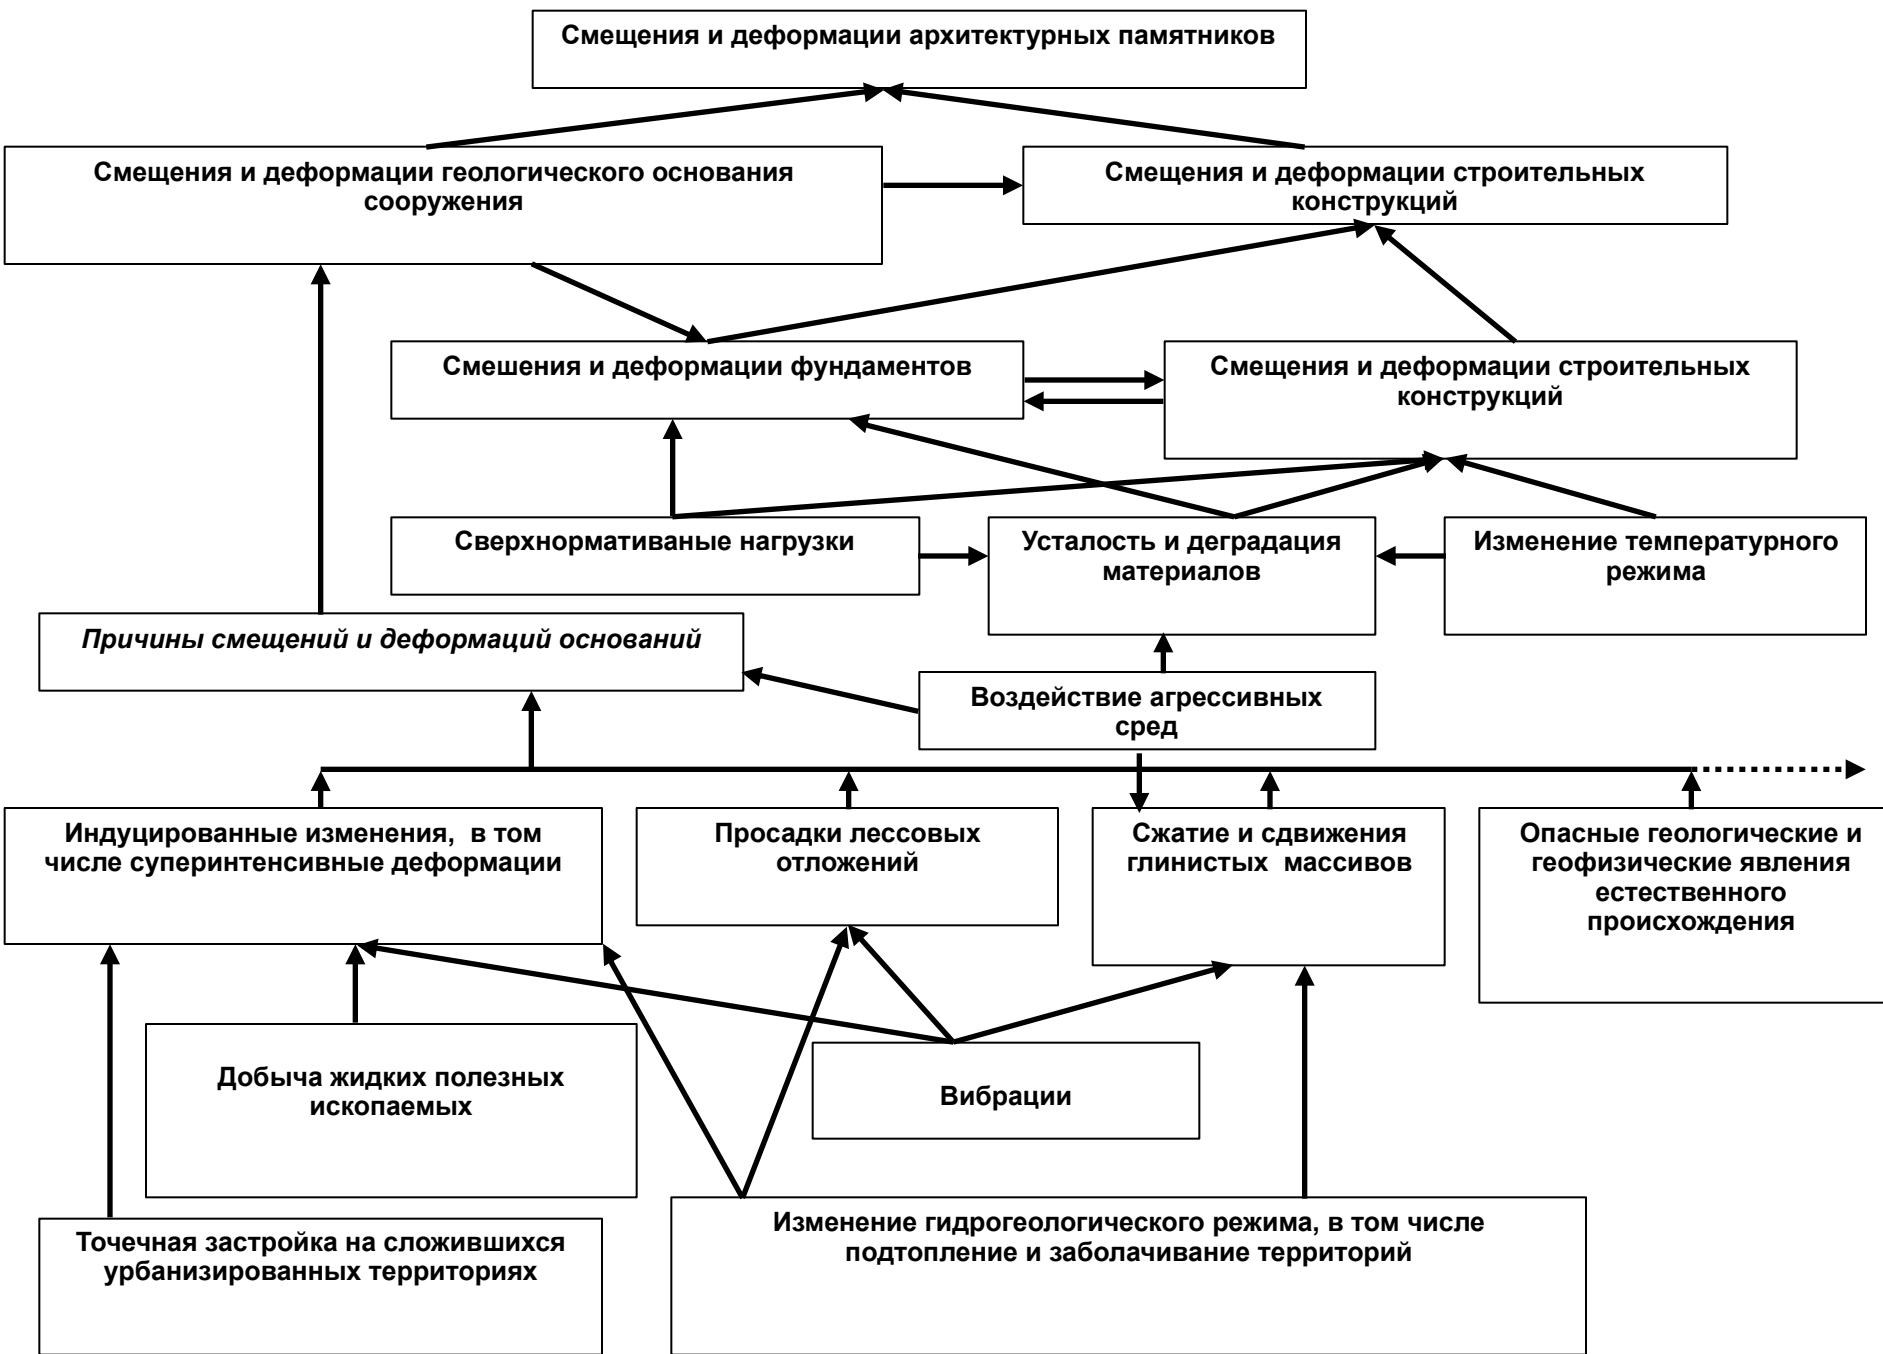 Смещения и деформации архитектурных памятников
Смещения и деформации геологического основания
сооружения
Смещения и деформации строительных
конструкций
Смешения и деформации фундаментов
Смещения и деформации строительных
конструкций
Сверхнормативаные нагрузки
Усталость и деградация
материалов
Изменение температурного
режима
Причины смещений и деформаций оснований
Воздействие агрессивных
сред
Индуцированные изменения, в том
числе суперинтенсивные деформации
Просадки лессовых
отложений
Сжатие и сдвижения
глинистых массивов
Опасные геологические и
геофизические явления
естественного
происхождения
Добыча жидких полезных
ископаемых
Вибрации
Точечная застройка на сложившихся
урбанизированных территориях
Изменение гидрогеологического режима, в том числе
подтопление и заболачивание территорий